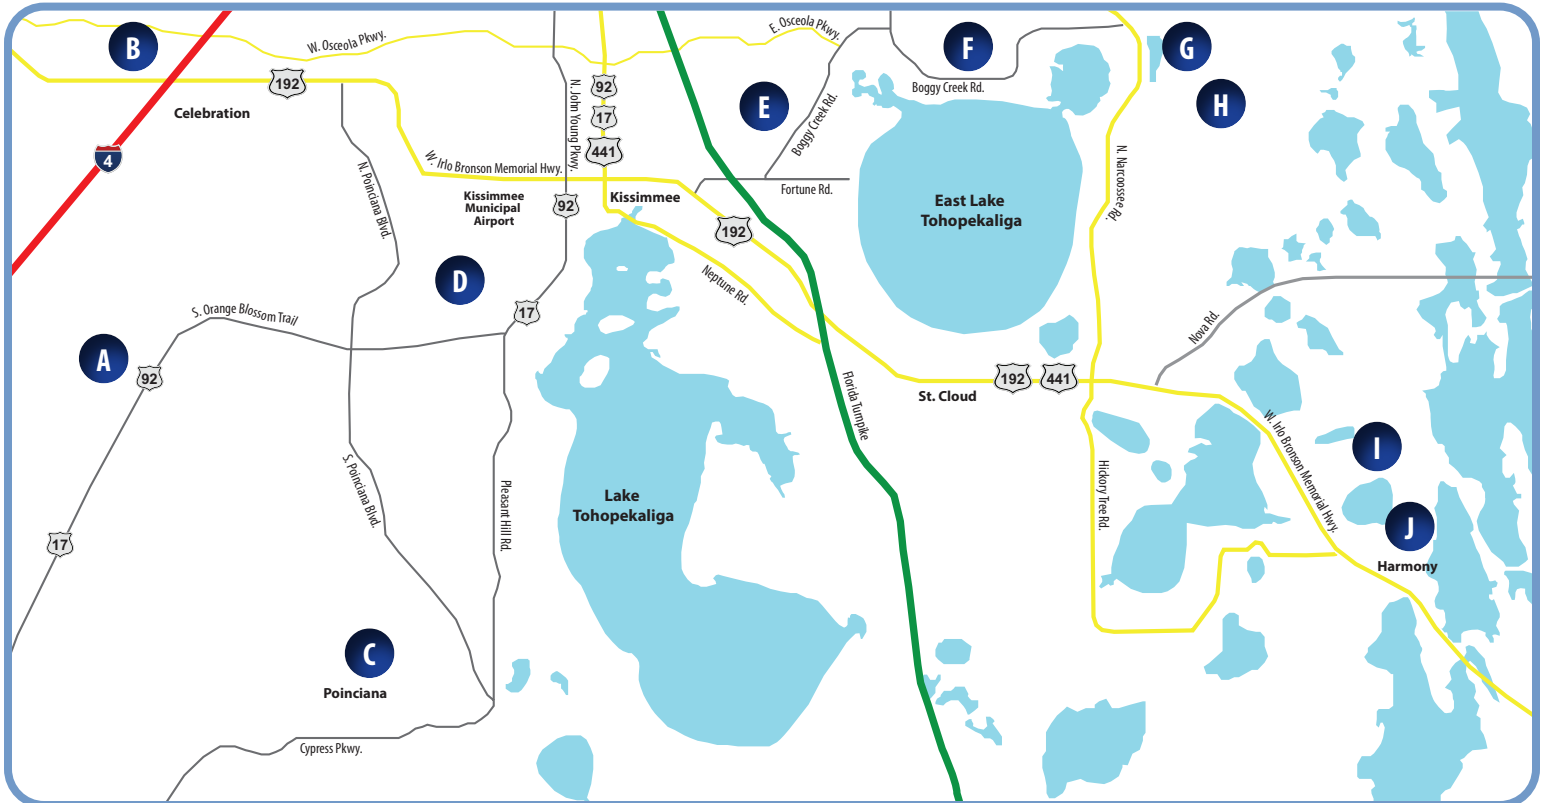 B
W. Osceola Pkwy.
E. Osceola Pkwy.
F
G
192
Celebration
4
N. John Young Pkwy.
92
17
441
E
Boggy Creek Rd.
Boggy Creek Rd.
H
W. Irlo Bronson Memorial Hwy.
N. Poinciana Blvd.
Kissimmee
Municipal
Airport
92
Kissimmee
Fortune Rd.
192
East Lake
Tohopekaliga
N. Narcoossee Rd.
D
Neptune Rd.
17
S. Orange Blossom Trail
Nova Rd.
A
92
Florida Turnpike
St. Cloud
192
441
W. Irlo Bronson Memorial Hwy.
I
S. Poinciana Blvd.
Pleasant Hill Rd.
Lake
Tohopekaliga
Hickory Tree Rd.
J
Harmony
17
C
Poinciana
Cypress Pkwy.